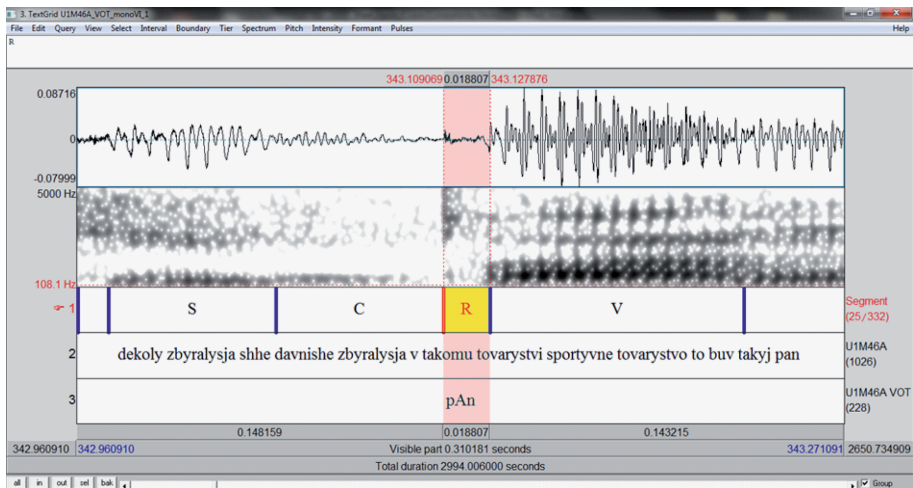 3. TextGrid U1M46A_VOT_monoVI_1
File Edit Query View Select Interval Boundary Tier Spectrum Pitch Intensity Formant Pulses Help
R
343.109069 0.018807 343.127876
0.08716
0
-0.07999
5000 Hz
108.1 Hz
1 S C R V Segment
(25/332)
2 dekoly zbyralysja shhe davnishe zbyralysja v takomu tovarystvi sportyvne tovarystvo to buv takyj pan U1M46A
(1026)
3 pAn U1M46A VOT
(228)
0.148159 0.018807 0.143215
342.960910 342.960910 Visible part 0.310181 seconds 343.271091 2650.734909
Total duration 2994.006000 seconds
all in out sel bak Group